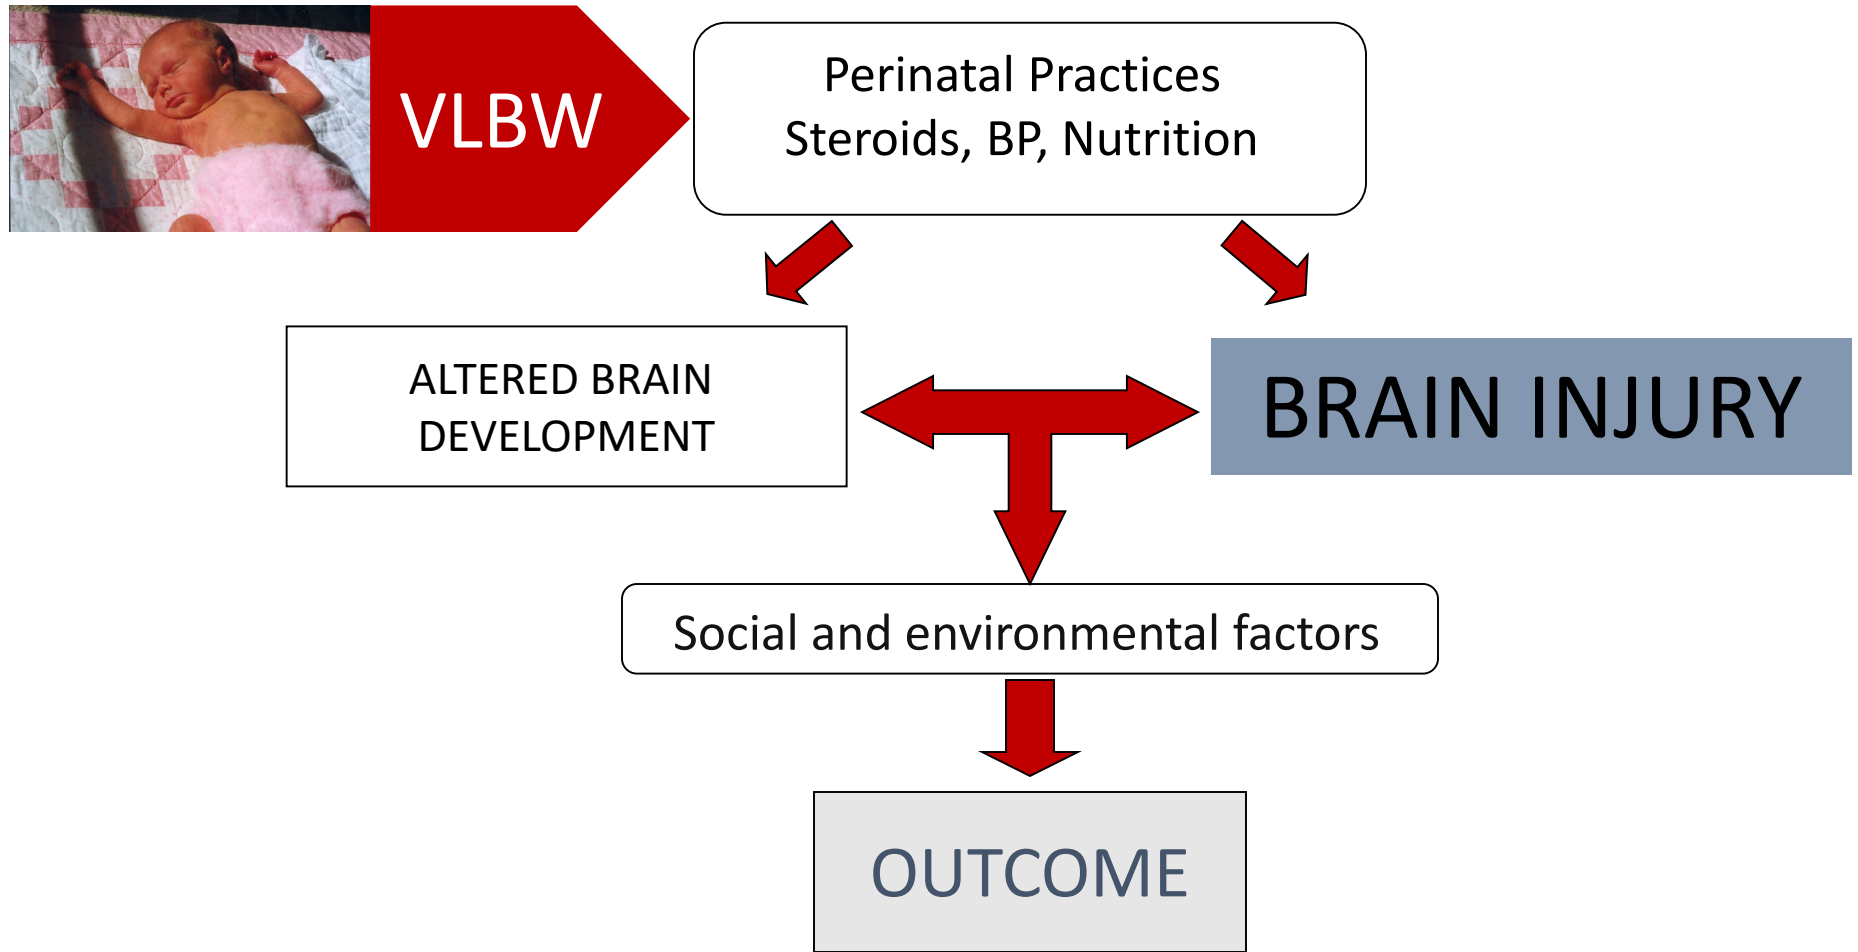 VLBW
Perinatal Practices
Steroids, BP, Nutrition
ALTERED BRAIN
DEVELOPMENT
BRAIN INJURY
Social and environmental factors
OUTCOME